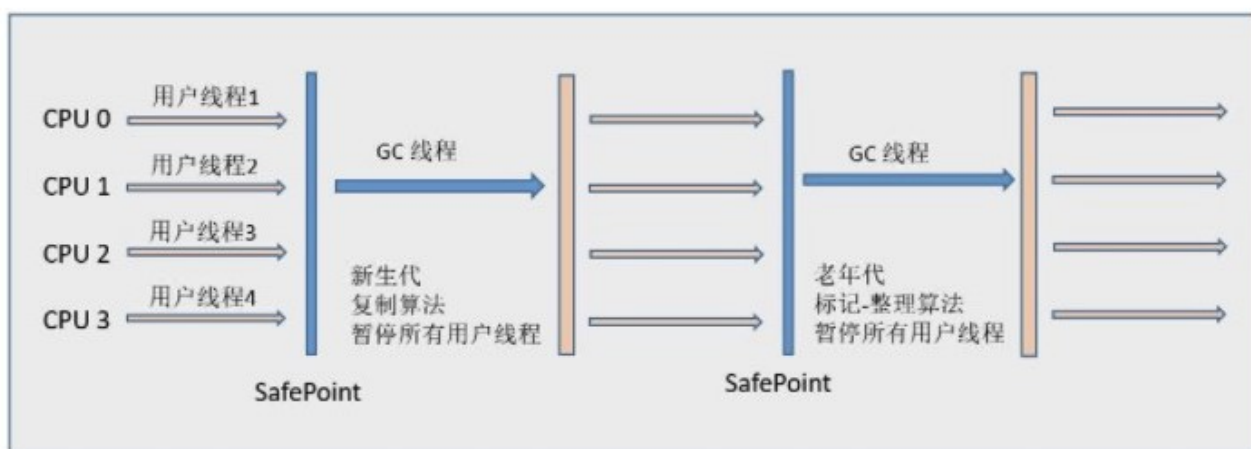 CPU 0
用户线程1
CPU 1
用户线程2
CPU 2
用户线程3
CPU 3
用户线程4
SafePoint
GC 线程
新生代
复制算法
暂停所有用户线程
SafePoint
GC 线程
老年代
标记-整理算法
暂停所有用户线程